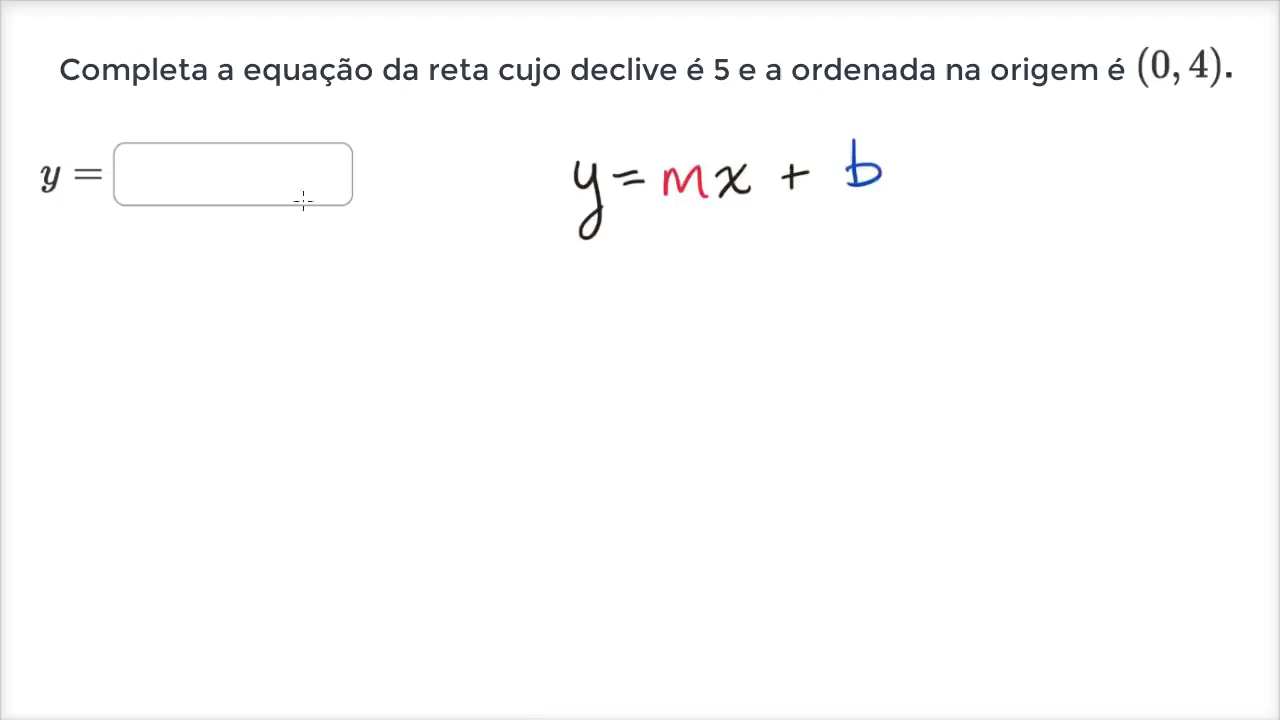 Completa a equação da reta cujo declive é 5 e a ordenada na origem é (0, 4).
y =
y = mx + b